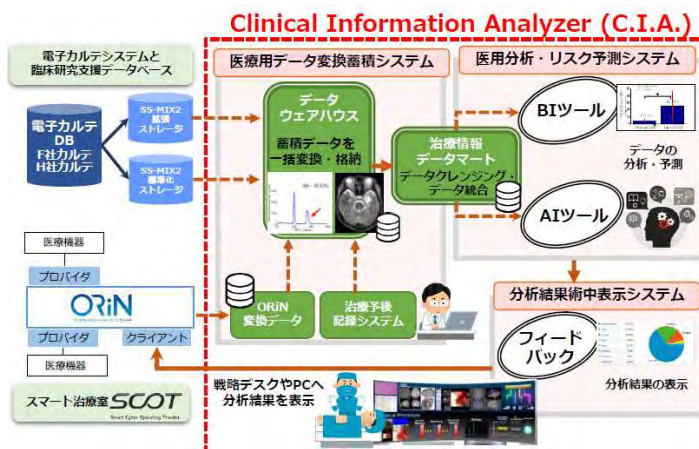 Clinical Information Analyzer (C.I.A.)
電子カルテシステムと
臨床研究支援データベース
電子カルテ
DB
F社カルテ
H社カルテ
SS-MIX2
拡張
ストレージ
SS-MIX2
標準化
ストレージ
医療用データ変換蓄積システム
データ
ウェアハウス
蓄積データを
一括変換・格納
治療情報
データマート
データクレンジング・
データ統合
ORiN
変換データ
治療予後
記録システム
医用分析・リスク予測システム
BIツール
データの
分析・予測
AIツール
医療機器
プロバイダ
ORiN
プロバイダ
クライアント
医療機器
スマート治療室 SCOT
Smart Cyber Operating Theater
分析結果術中表示システム
フィード
バック
分析結果の表示
戦略デスクやPCへ
分析結果を表示